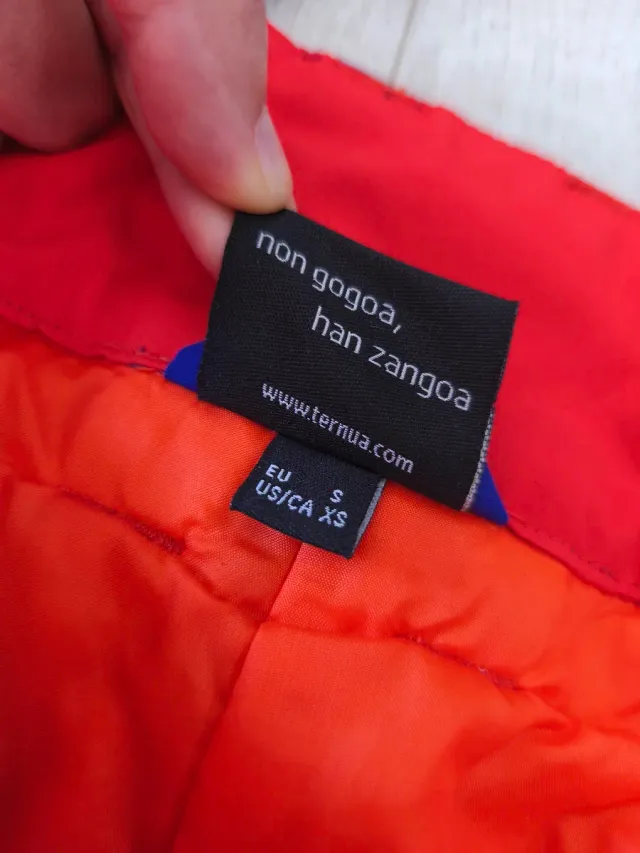 non gogoa,
han zangoa
www.ternua.com
EU S
US/CA XS